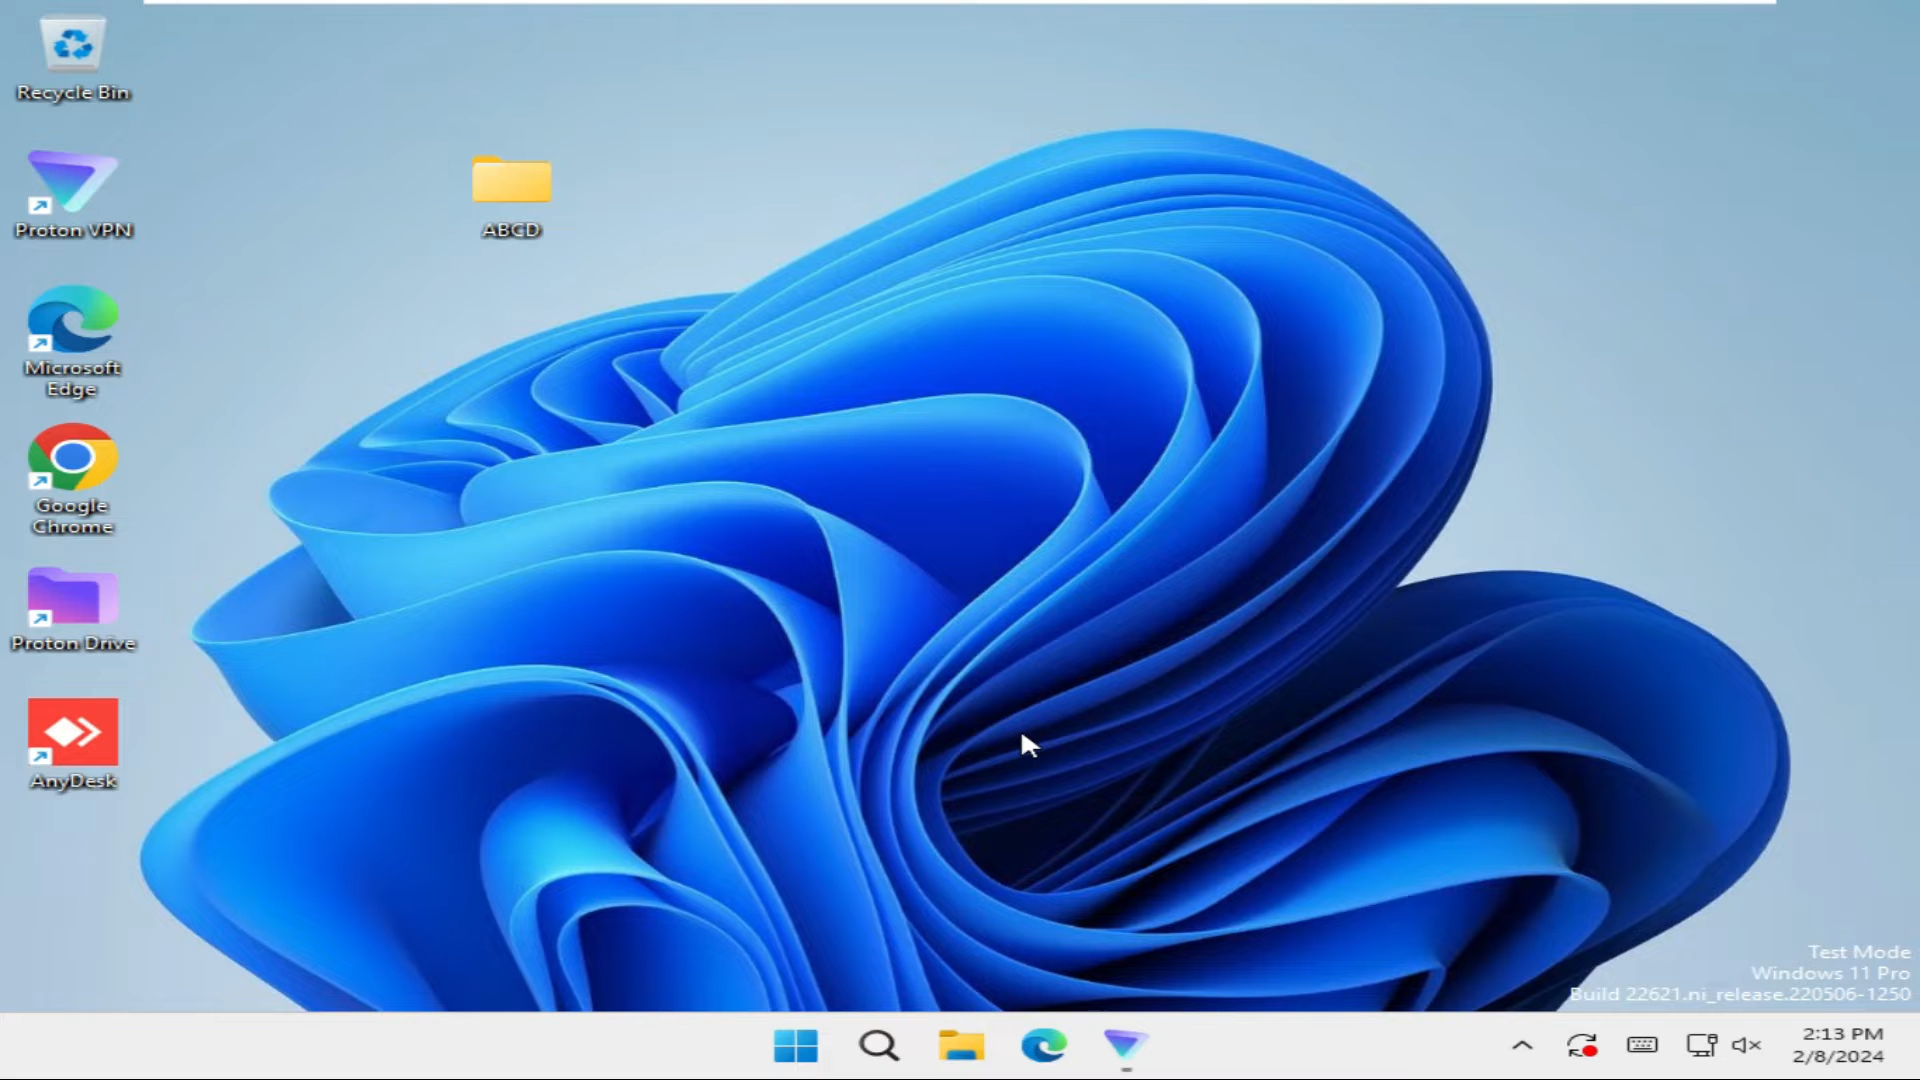 Recycle Bin
Proton VPN
ABCD
Microsoft
Edge
Google
Chrome
Proton Drive
AnyDesk
Test Mode
Windows 11 Pro
Build 22621.ni_release.220506-1250
2:13 PM
2/8/2024